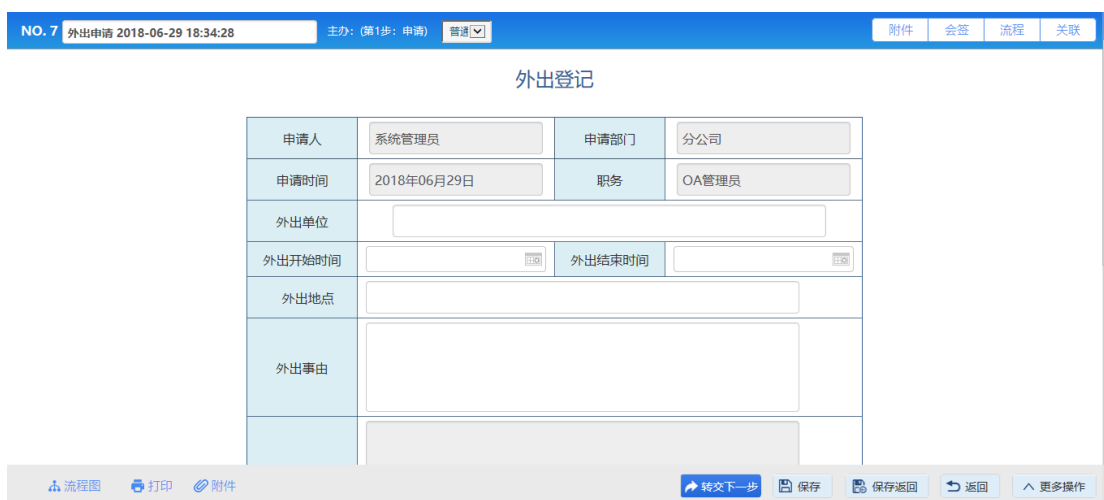 NO. 7 外出申请 2018-06-29 18:34:28 主办: (第1步: 申请) 普通 附件 会签 流程 关联
外出登记
申请人 系统管理员 申请部门 分公司
申请时间 2018年06月29日 职务 OA管理员
外出单位
外出开始时间 外出结束时间
外出地点
外出事由
流程图 打印 附件 转交下一步 保存 保存返回 返回 更多操作